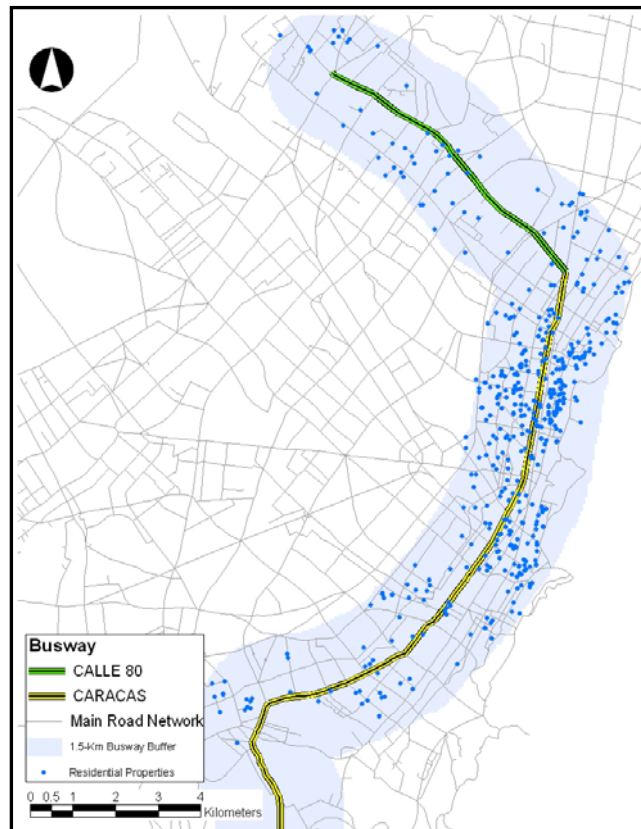 Busway
CALLE 80
CARACAS
Main Road Network
1.5-Km Busway Buffer
Residential Properties
0 0.5 1 2 3 4
Kilometers